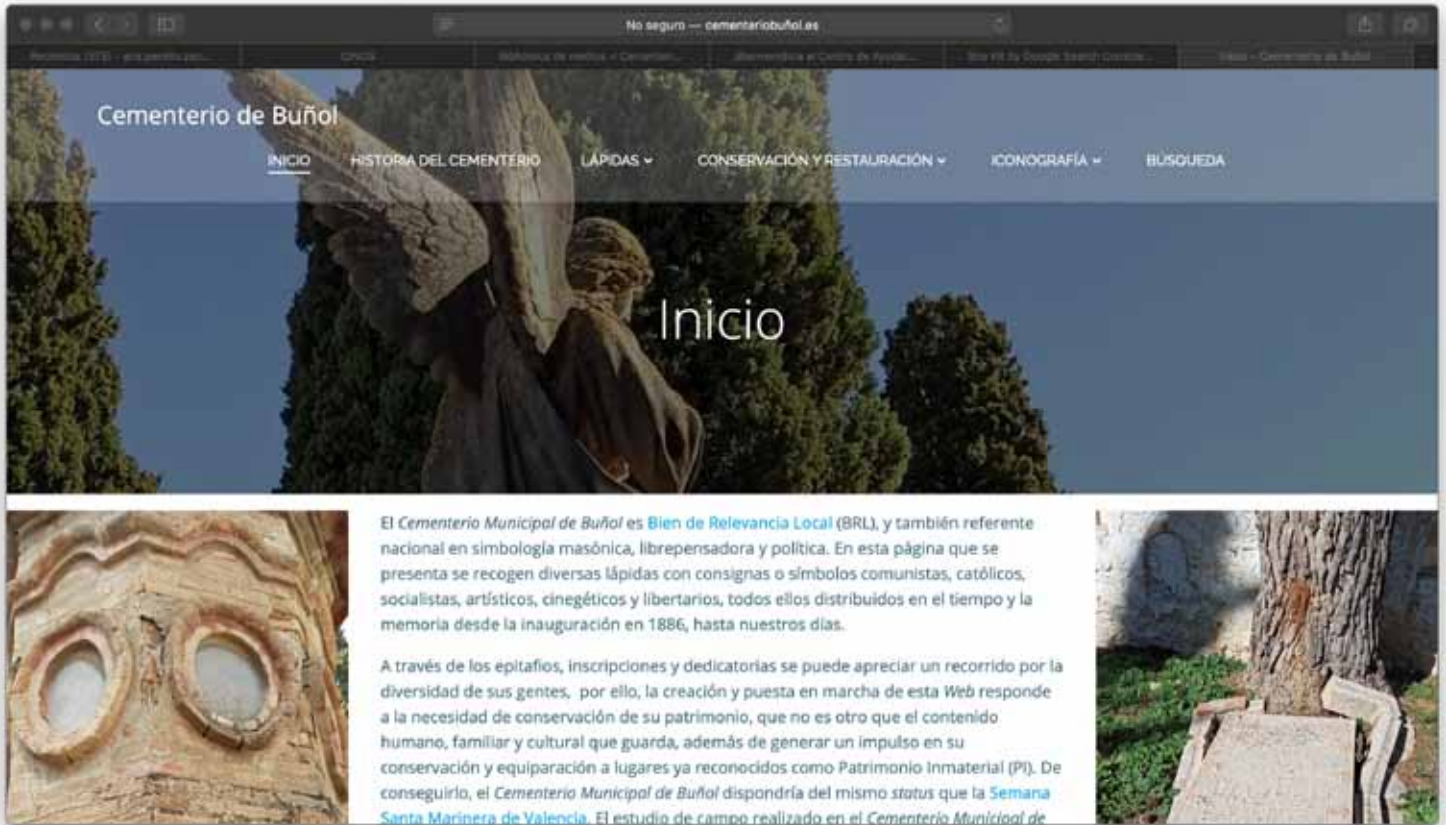 No seguro — cementeriobuñol.es
Cementerio de Buñol
INICIO HISTORIA DEL CEMENTERIO LÁPIDAS CONSERVACIÓN Y RESTAURACIÓN ICONOGRAFÍA BÚSQUEDA
Inicio
El Cementerio Municipal de Buñol es Bien de Relevancia Local (BRL), y también referente
nacional en simbología masónica, librepensadora y política. En esta página que se
presenta se recogen diversas lápidas con consignas o símbolos comunistas, católicos,
socialistas, artísticos, cinegéticos y libertarios, todos ellos distribuidos en el tiempo y la
memoria desde la inauguración en 1886, hasta nuestros días.
A través de los epitafios, inscripciones y dedicatorias se puede apreciar un recorrido por la
diversidad de sus gentes, por ello, la creación y puesta en marcha de esta Web responde
a la necesidad de conservación de su patrimonio, que no es otro que el contenido
humano, familiar y cultural que guarda, además de generar un impulso en su
conservación y equiparación a lugares ya reconocidos como Patrimonio Inmaterial (PI). De
conseguirlo, el Cementerio Municipal de Buñol dispondría del mismo status que la Semana
Santa Marinera de Valencia. El estudio de campo realizado en el Cementerio Municipal de